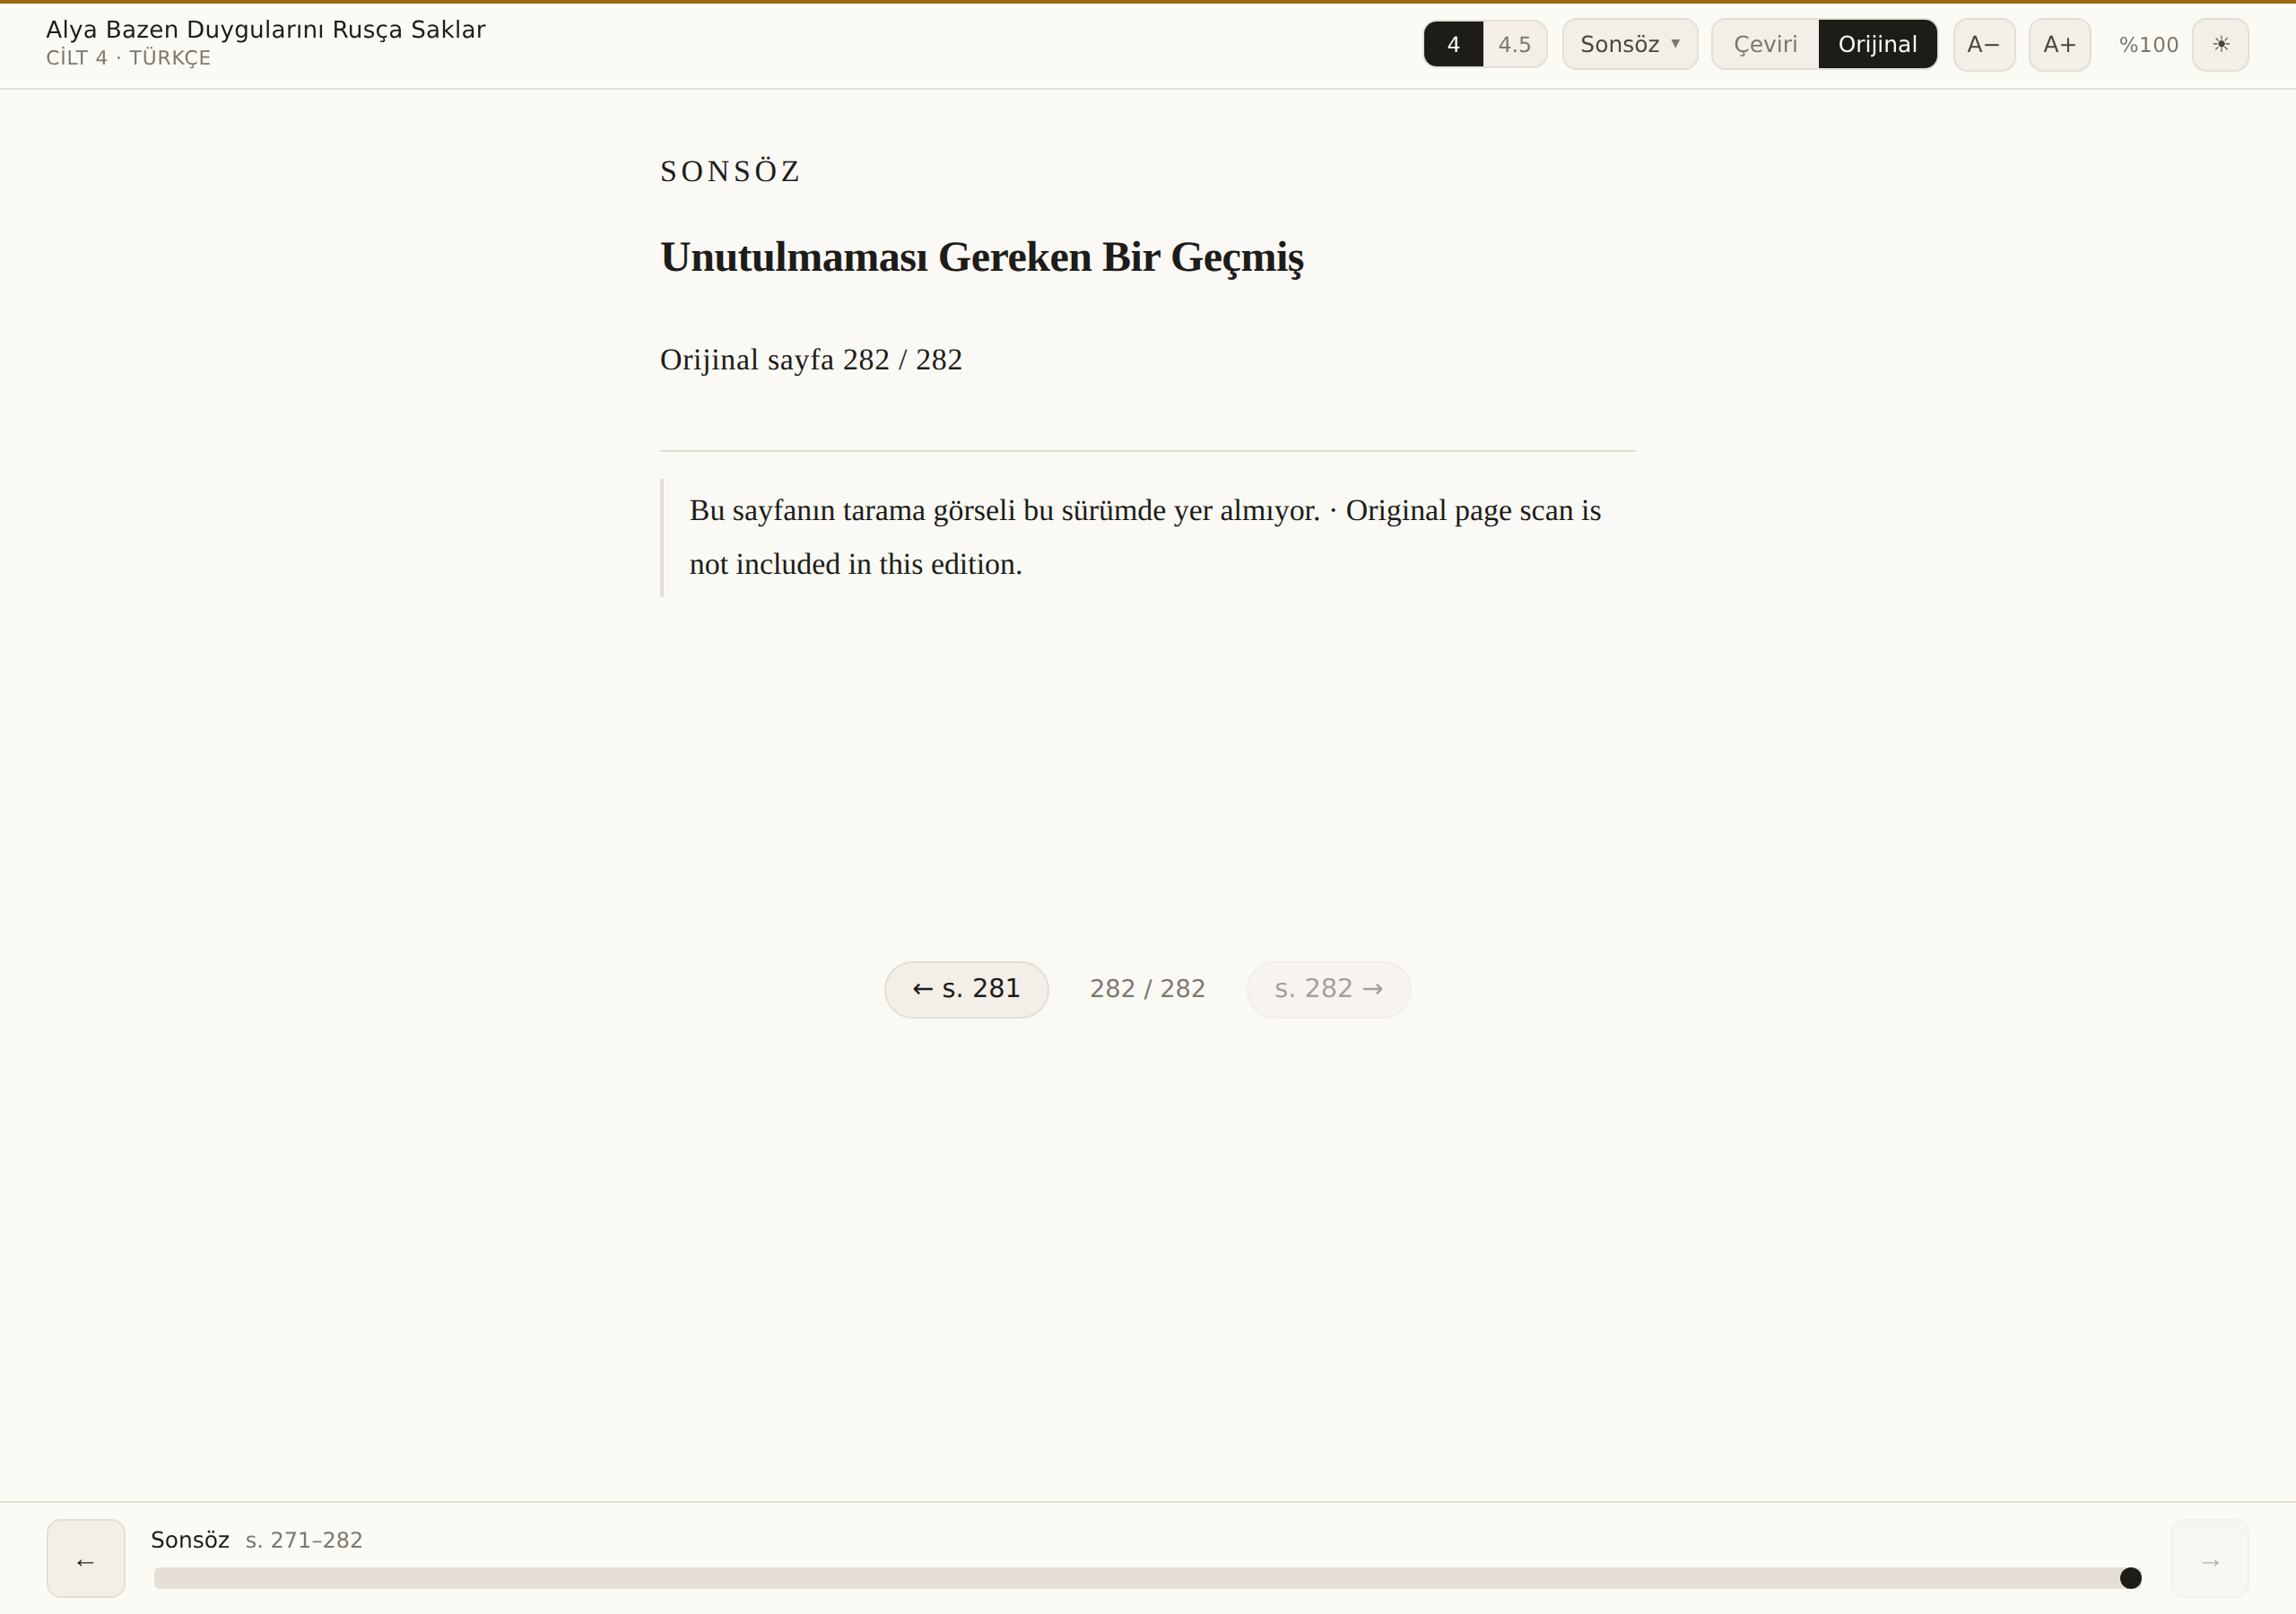 Alya Bazen Duygularını Rusça Saklar
CİLT 4 · TÜRKÇE
4 4.5 Sonsöz ▼ Çeviri Orijinal A− A+ %100 ☀
SONSÖZ
Unutulmaması Gereken Bir Geçmiş
Orijinal sayfa 282 / 282
Bu sayfanın tarama görseli bu sürümde yer almıyor. · Original page scan is
not included in this edition.
← s. 281 282 / 282 s. 282 →
← Sonsöz s. 271–282 →